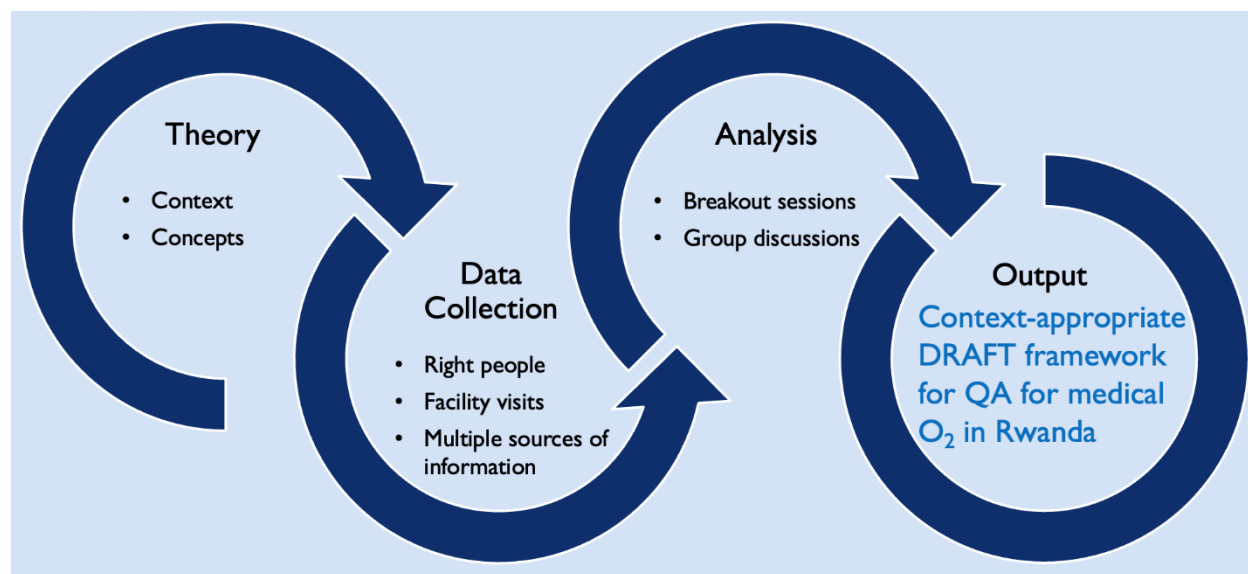 Theory
• Context
• Concepts
Data
Collection
• Right people
• Facility visits
• Multiple sources of
information
Analysis
• Breakout sessions
• Group discussions
Output
Context-appropriate
DRAFT framework
for QA for medical
O₂ in Rwanda